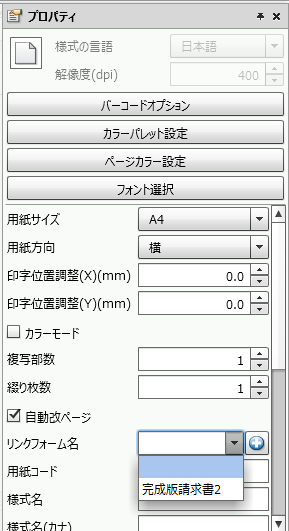 プロパティ
様式の言語 日本語
解像度(dpi) 400
バーコードオプション
カラーパレット設定
ページカラー設定
フォント選択
用紙サイズ A4
用紙方向 横
印字位置調整(X)(mm) 0.0
印字位置調整(Y)(mm) 0.0
カラーモード
複写部数 1
綴り枚数 1
自動改ページ
リンクフォーム名
用紙コード
完成版請求書2
様式名
様式名(カナ)